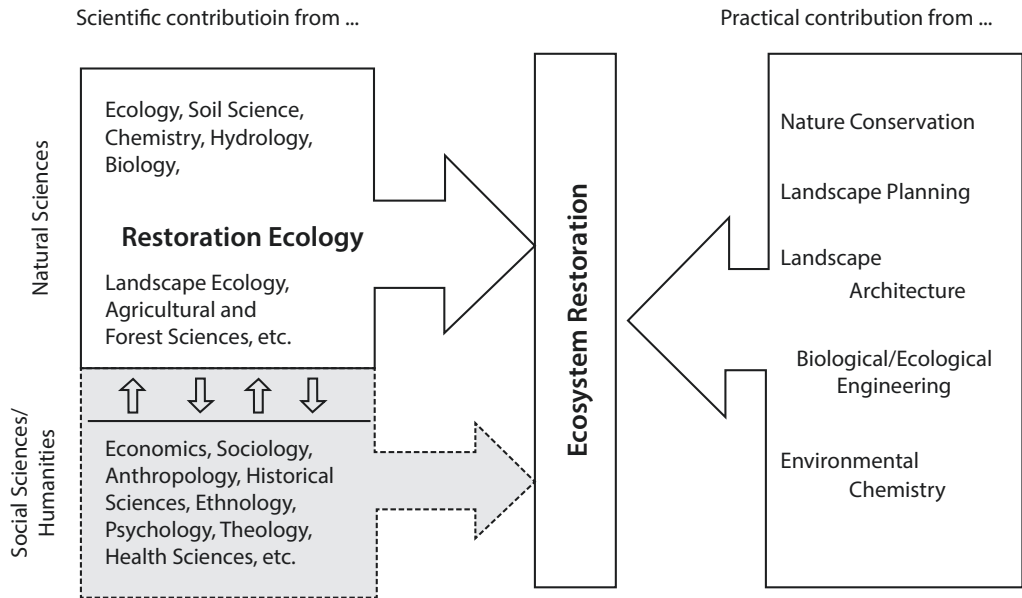 Scientific contributioin from ...
Practical contribution from ...
Natural Sciences
Ecology, Soil Science,
Chemistry, Hydrology,
Biology,
Restoration Ecology
Landscape Ecology,
Agricultural and
Forest Sciences, etc.
Social Sciences/
Humanities
Economics, Sociology,
Anthropology, Historical
Sciences, Ethnology,
Psychology, Theology,
Health Sciences, etc.
Ecosystem Restoration
Nature Conservation
Landscape Planning
Landscape
Architecture
Biological/Ecological
Engineering
Environmental
Chemistry